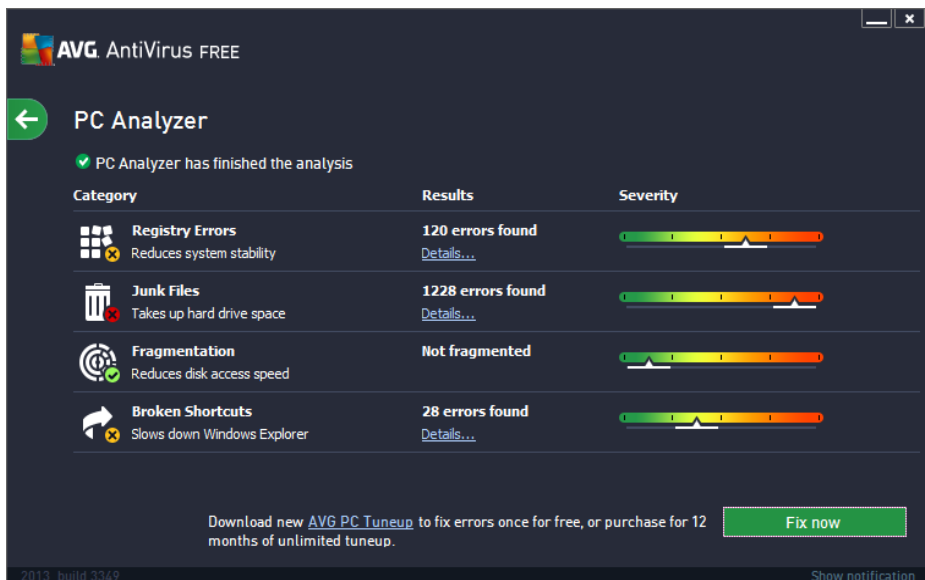 AVG. AntiVirus FREE
PC Analyzer
PC Analyzer has finished the analysis
Category Results Severity
Registry Errors 120 errors found
Reduces system stability Details...
Junk Files 1228 errors found
Takes up hard drive space Details...
Fragmentation Not fragmented
Reduces disk access speed
Broken Shortcuts 28 errors found
Slows down Windows Explorer Details...
Download new AVG PC Tuneup to fix errors once for free, or purchase for 12
months of unlimited tuneup.
Fix now
2013 build 3349 Show notification